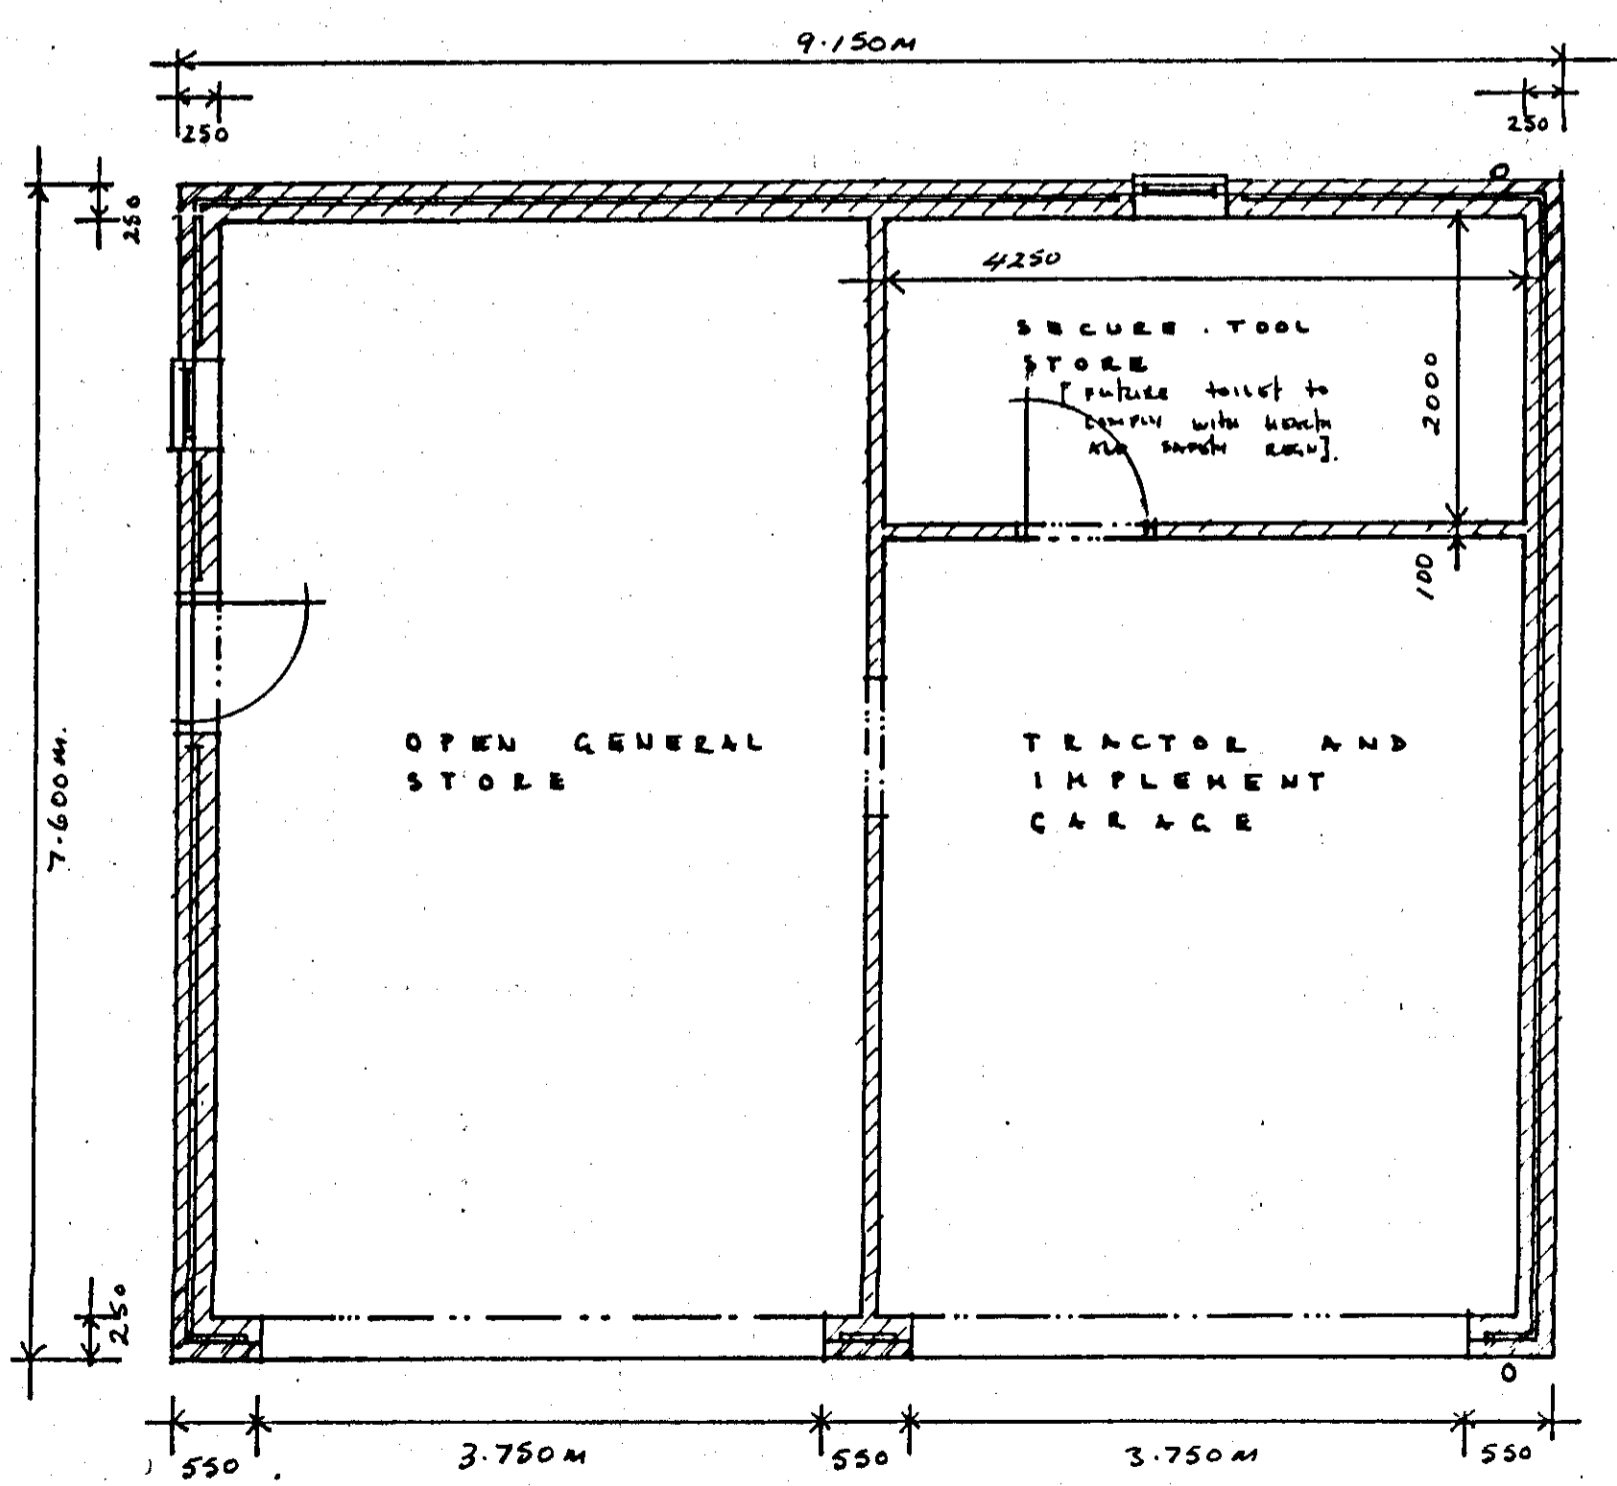 9.150M
250
250
250
4250
SECURE. TOOL
STORE
[FUTURE TOILET TO
COMPLY WITH HEALTH
AND SAFETY REGN].
2000
100
7.600M.
OPEN GENERAL
STORE
TRACTOR AND
IMPLEMENT
GARAGE
250
550
3.750M
550
3.750M
550